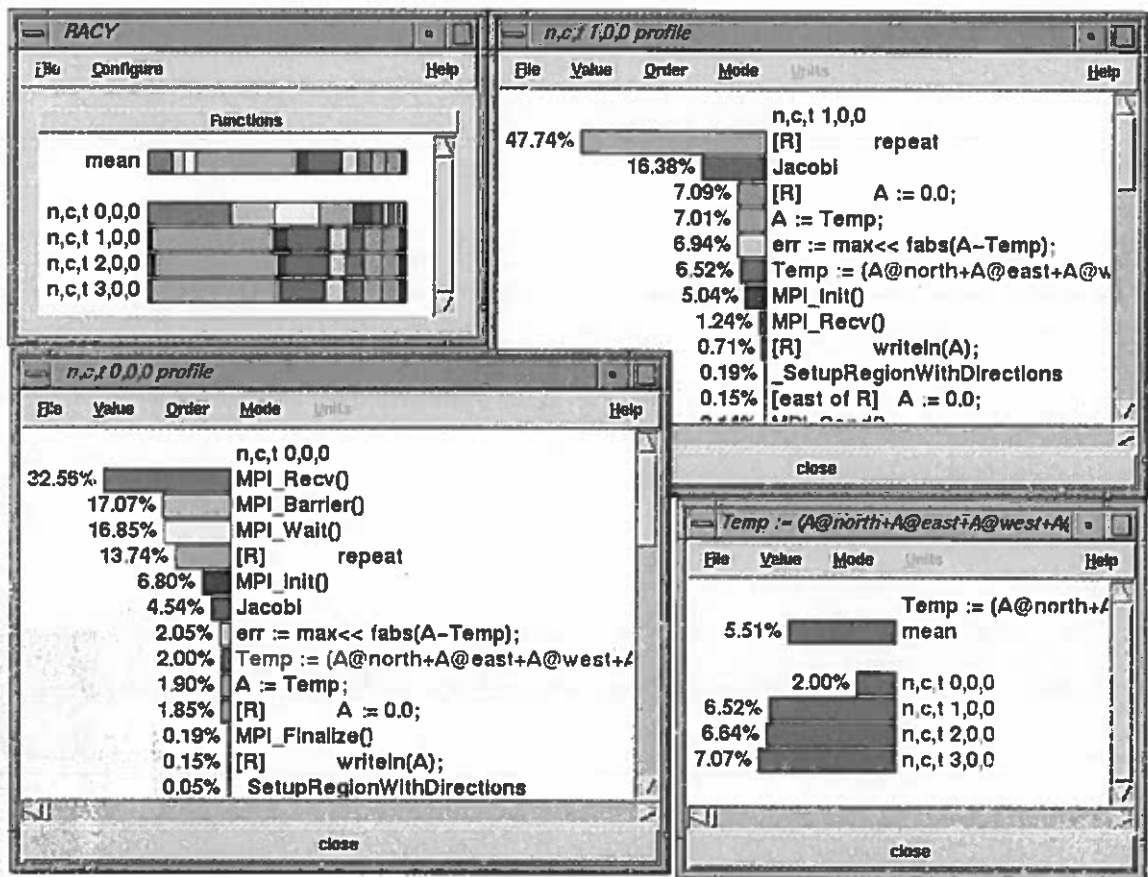 RACY
File Configure Help
Functions
mean
n,c,t 0,0,0
n,c,t 1,0,0
n,c,t 2,0,0
n,c,t 3,0,0
n,c,t 1,0,0 profile
File Value Order Mode Units Help
n,c,t 1,0,0
47.74% [R] repeat
16.38% Jacobi
7.09% [R] A := 0.0;
7.01% A := Temp;
6.94% err := max<< fabs(A-Temp);
6.52% Temp := (A@north+A@east+A@w
5.04% MPI_Init()
1.24% MPI_Recv()
0.71% [R] writeln(A);
0.19% _SetupRegionWithDirections
0.15% [east of R] A := 0.0;
close
n,c,t 0,0,0 profile
File Value Order Mode Units Help
n,c,t 0,0,0
32.56% MPI_Recv()
17.07% MPI_Barrier()
16.85% MPI_Wait()
13.74% [R] repeat
6.80% MPI_Init()
4.54% Jacobi
2.05% err := max<< fabs(A-Temp);
2.00% Temp := (A@north+A@east+A@west+A
1.90% A := Temp;
1.85% [R] A := 0.0;
0.19% MPI_Finalize()
0.15% [R] writeln(A);
0.05% _SetupRegionWithDirections
close
Temp := (A@north+A@east+A@west+A@
File Value Mode Units Help
Temp := (A@north+A
5.51% mean
2.00% n,c,t 0,0,0
6.52% n,c,t 1,0,0
6.64% n,c,t 2,0,0
7.07% n,c,t 3,0,0
close